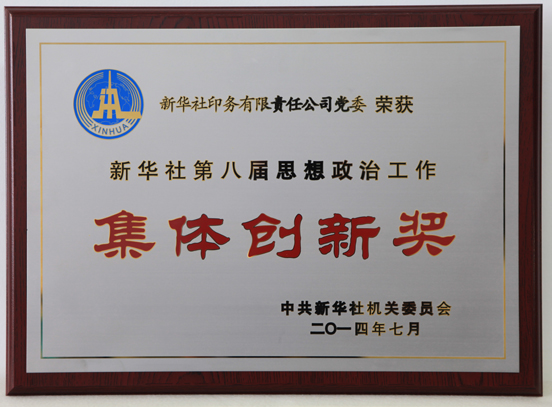 XINHUA
新华社印务有限责任公司党委 荣获
新华社第八届思想政治工作
集体创新奖
中共新华社机关委员会
二〇一四年七月